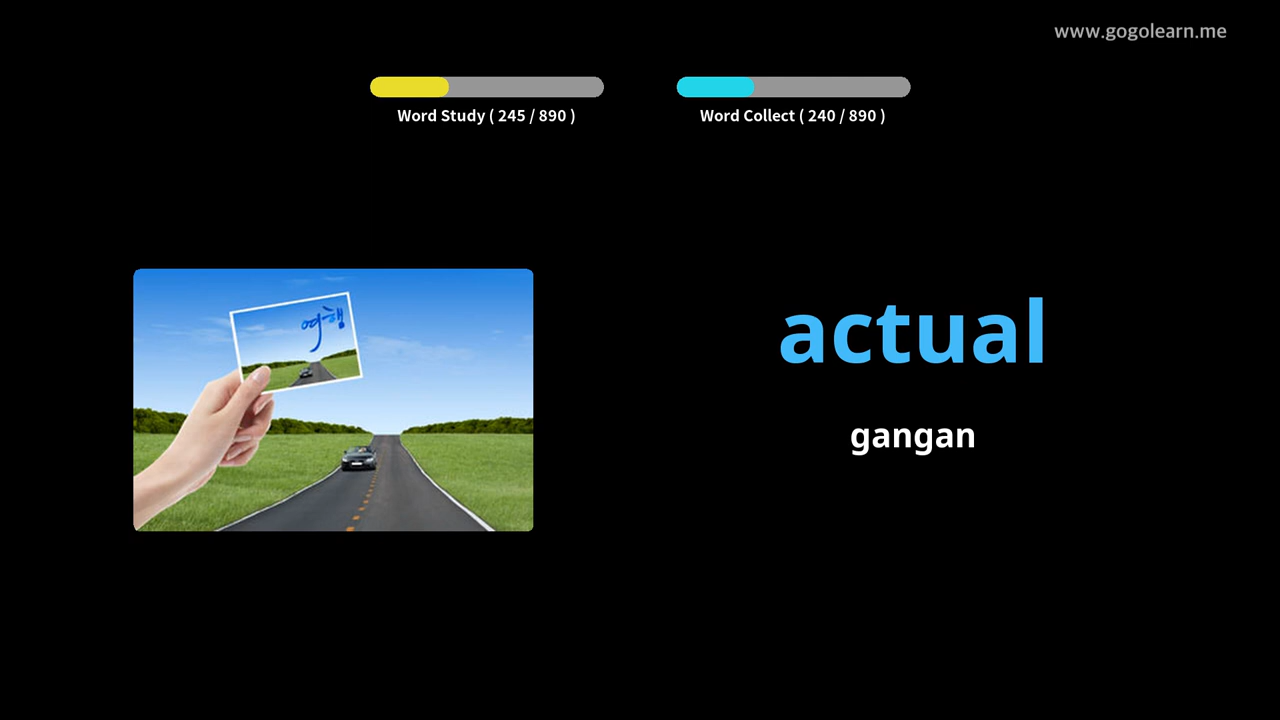 www.gogolearn.me
Word Study ( 245 / 890 )
Word Collect ( 240 / 890 )
여행
actual
gangan